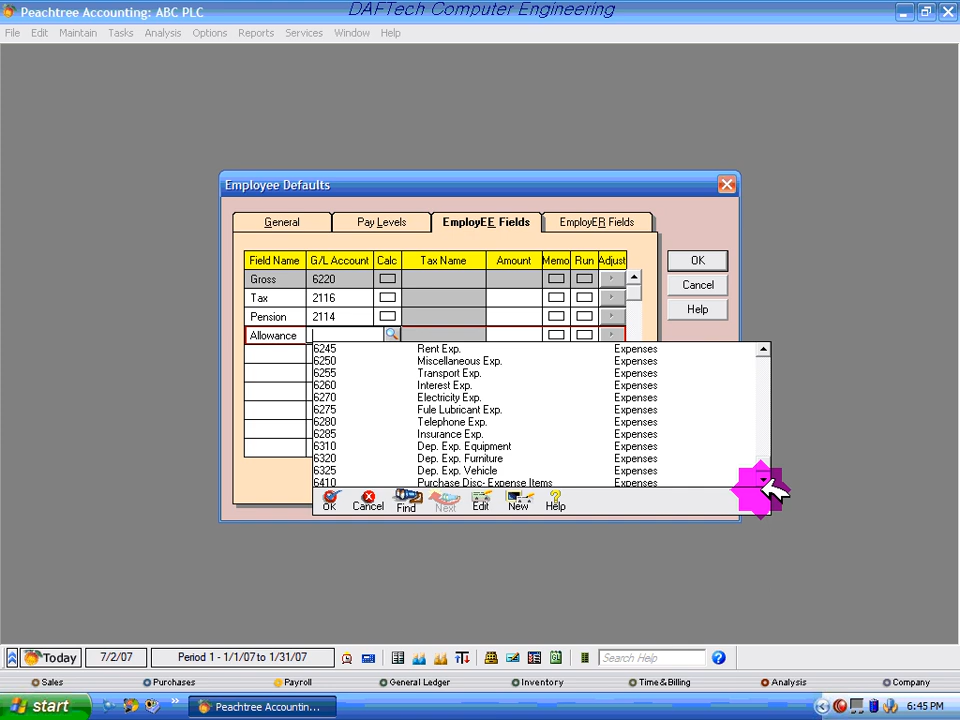 Peachtree Accounting: ABC PLC
DAFTech Computer Engineering
File Edit Maintain Tasks Analysis Options Reports Services Window Help
Employee Defaults
General Pay Levels EmployEE Fields EmployER Fields
Field Name G/L Account Calc Tax Name Amount Memo Run Adjust
OK
Gross 6220
Cancel
Tax 2116
Help
Pension 2114
Allowance
6245 Rent Exp. Expenses
6250 Miscellaneous Exp. Expenses
6255 Transport Exp. Expenses
6260 Interest Exp. Expenses
6270 Electricity Exp. Expenses
6275 Fule Lubricant Exp. Expenses
6280 Telephone Exp. Expenses
6285 Insurance Exp. Expenses
6310 Dep. Exp. Equipment Expenses
6320 Dep. Exp. Furniture Expenses
6325 Dep. Exp. Vehicle Expenses
6410 Purchase Disc- Expense Items Expenses
OK Cancel Find Next Edit New Help
Today 7/2/07 Period 1 - 1/1/07 to 1/31/07 Search Help
Sales Purchases Payroll General Ledger Inventory Time & Billing Analysis Company
start Peachtree Accountin... 6:45 PM